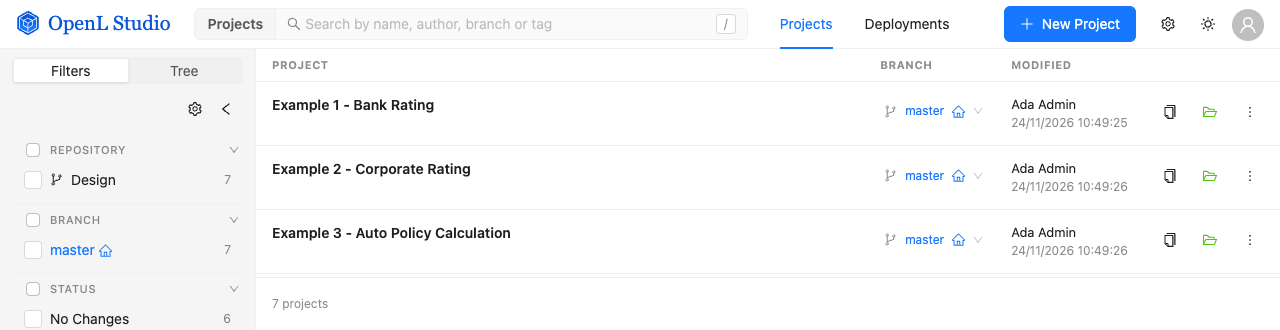 OpenL Studio
Projects
Search by name, author, branch or tag
/
Projects
Deployments
+ New Project
Filters
Tree
REPOSITORY
Design 7
BRANCH
master 7
STATUS
No Changes 6
PROJECT BRANCH MODIFIED
Example 1 - Bank Rating
master
Ada Admin
24/11/2026 10:49:25
Example 2 - Corporate Rating
master
Ada Admin
24/11/2026 10:49:26
Example 3 - Auto Policy Calculation
master
Ada Admin
24/11/2026 10:49:26
7 projects